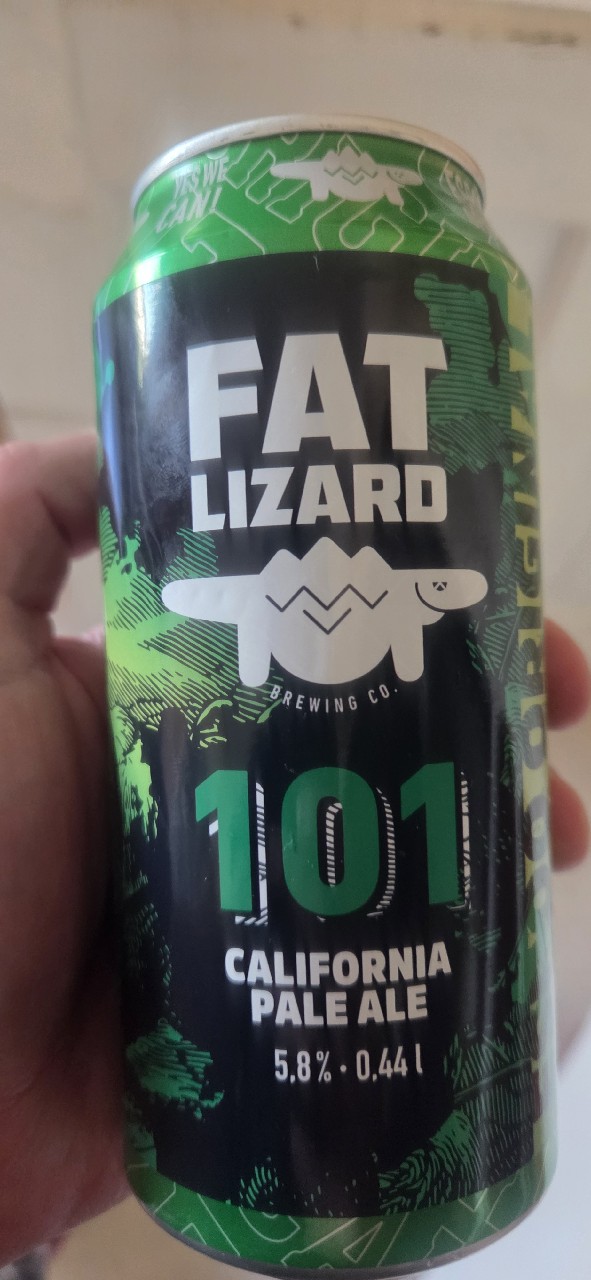 YES WE
CAN!
FAT
LIZARD
BREWING CO.
101
CALIFORNIA
PALE ALE
5,8% · 0,44 l